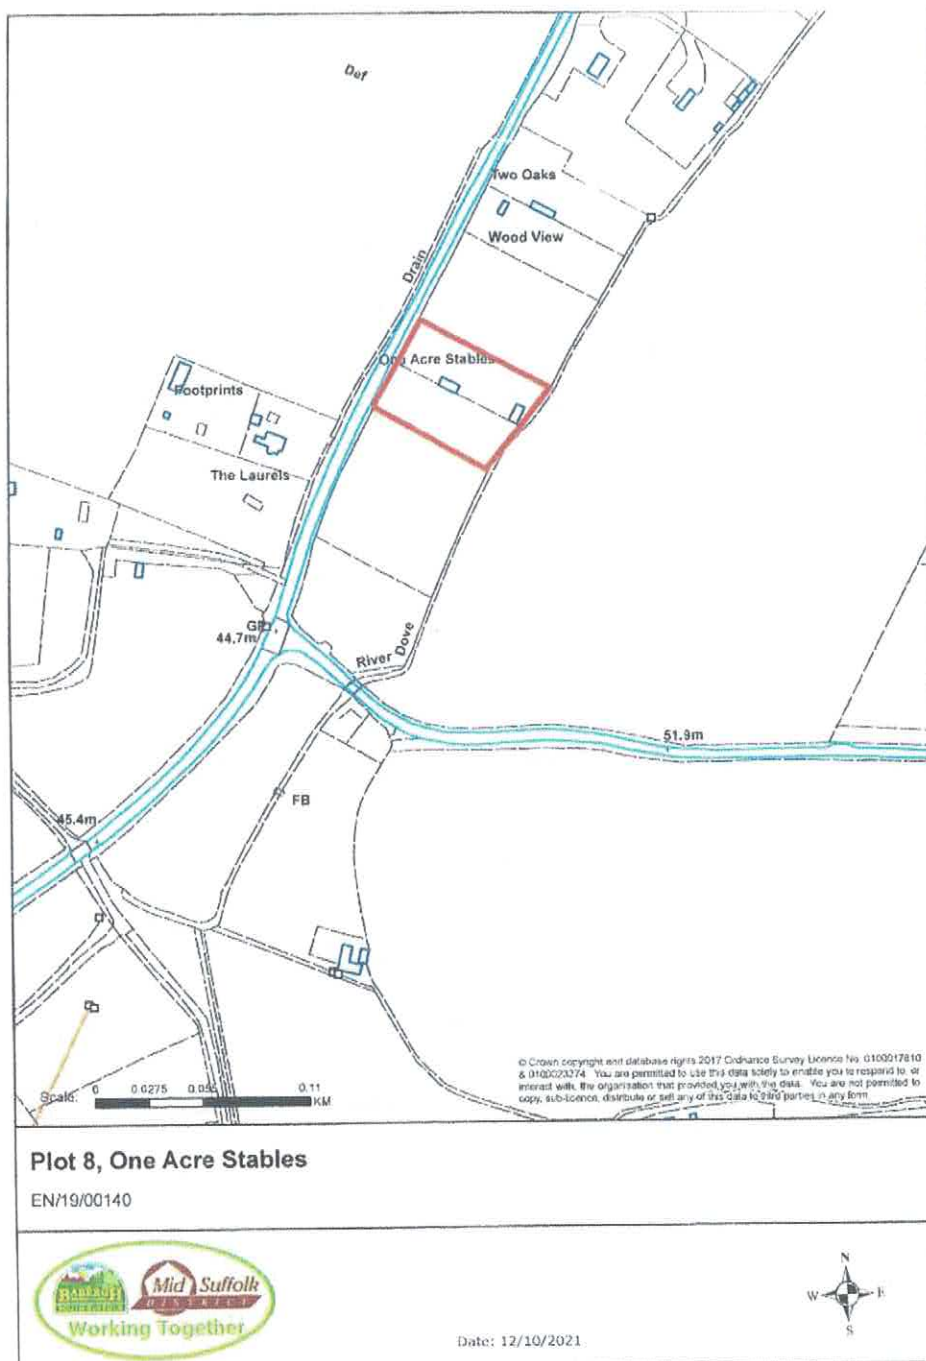 Def
Two Oaks
Wood View
Drain
One Acre Stables
Footprints
The Laurels
GP
44.7m
River Dove
51.9m
FB
45.4m
© Crown copyright and database rights 2017 Ordnance Survey Licence No. 0100017810
& 0100023274. You are permitted to use this data solely to enable you to respond to, or
interact with, the organisation that provided you with the data. You are not permitted to
copy, sub-licence, distribute or sell any of this data to third parties in any form.
Scale: 0 0.0275 0.055 0.11
KM
Plot 8, One Acre Stables
EN/19/00140
BABERGH
Mid Suffolk
DISTRICT
Working Together
N
W E
S
Date: 12/10/2021